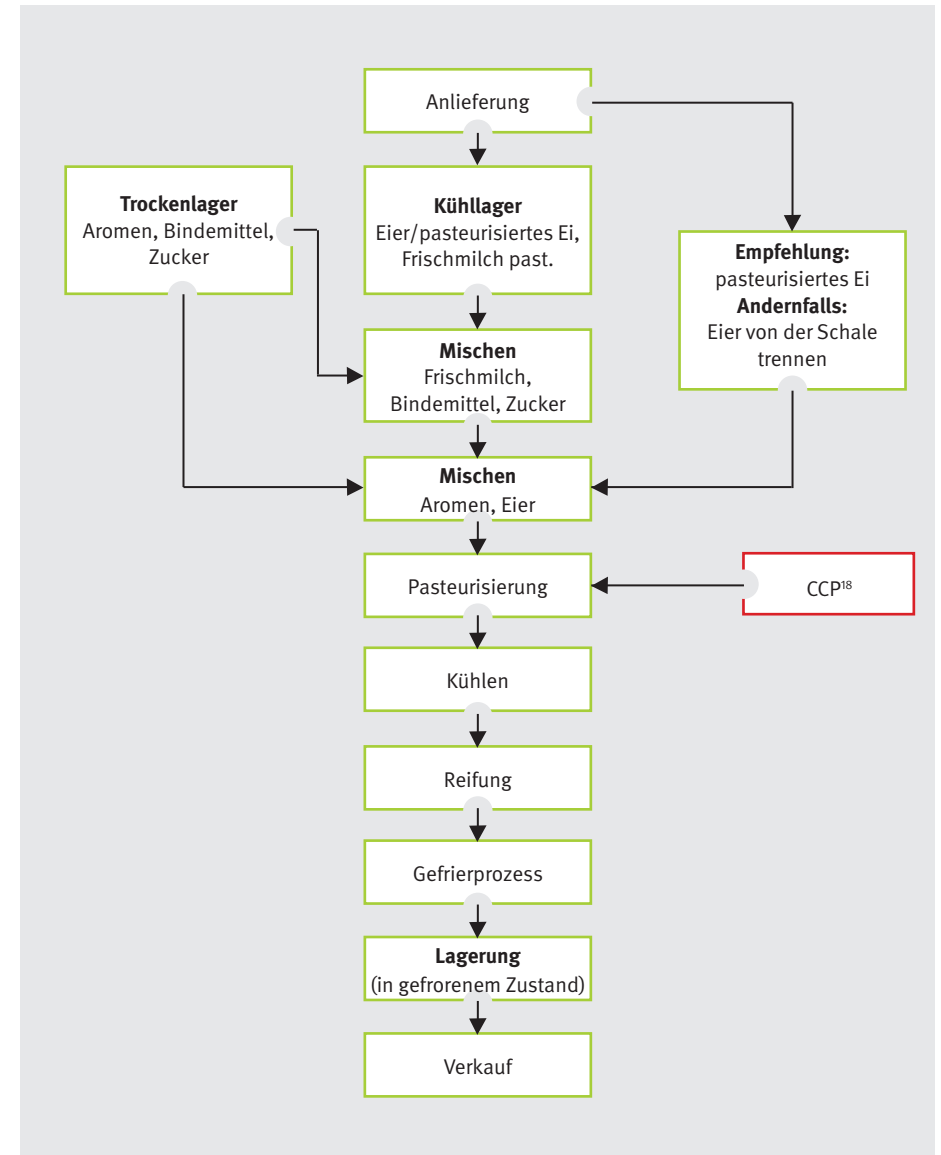 Anlieferung
Trockenlager
Aromen, Bindemittel,
Zucker
Kühllager
Eier/pasteurisiertes Ei,
Frischmilch past.
Empfehlung:
pasteurisiertes Ei
Andernfalls:
Eier von der Schale
trennen
Mischen
Frischmilch,
Bindemittel, Zucker
Mischen
Aromen, Eier
Pasteurisierung
CCP¹⁸
Kühlen
Reifung
Gefrierprozess
Lagerung
(in gefrorenem Zustand)
Verkauf